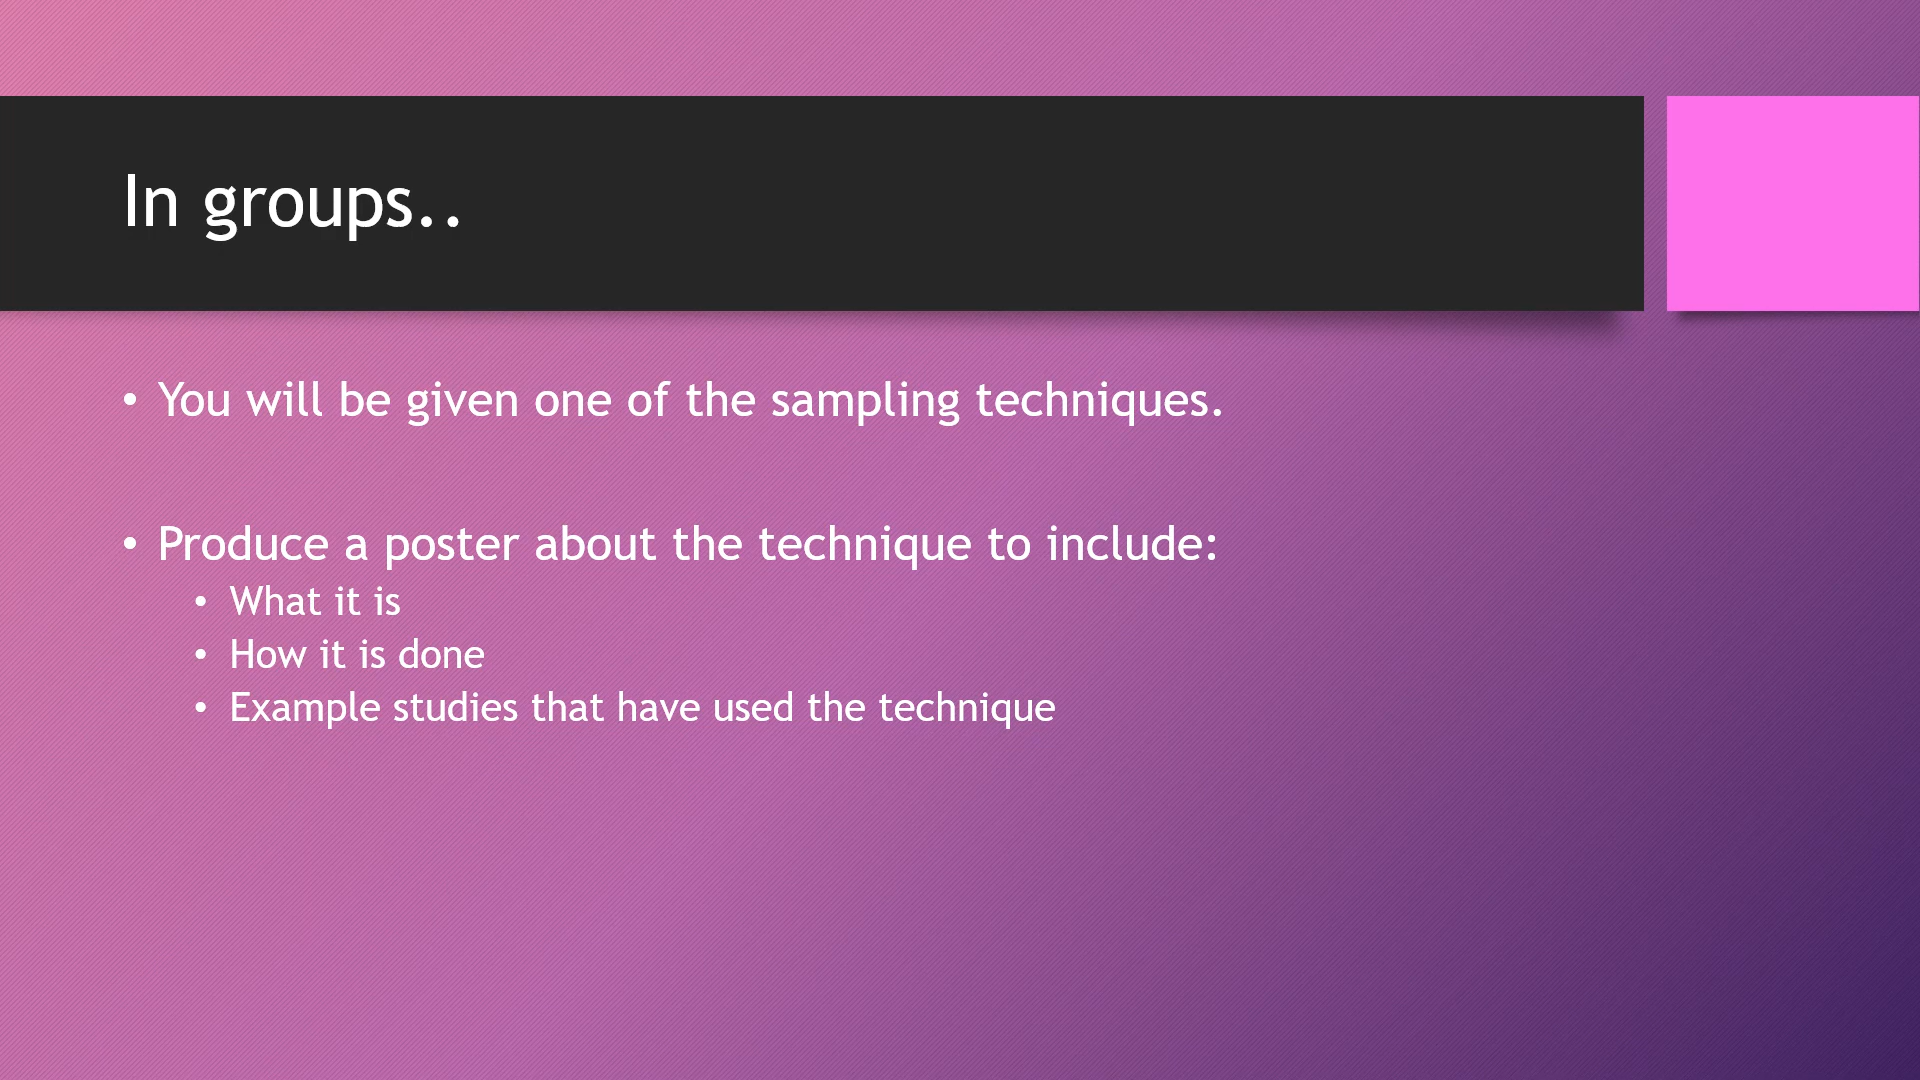 In groups..
• You will be given one of the sampling techniques.
• Produce a poster about the technique to include:
• What it is
• How it is done
• Example studies that have used the technique